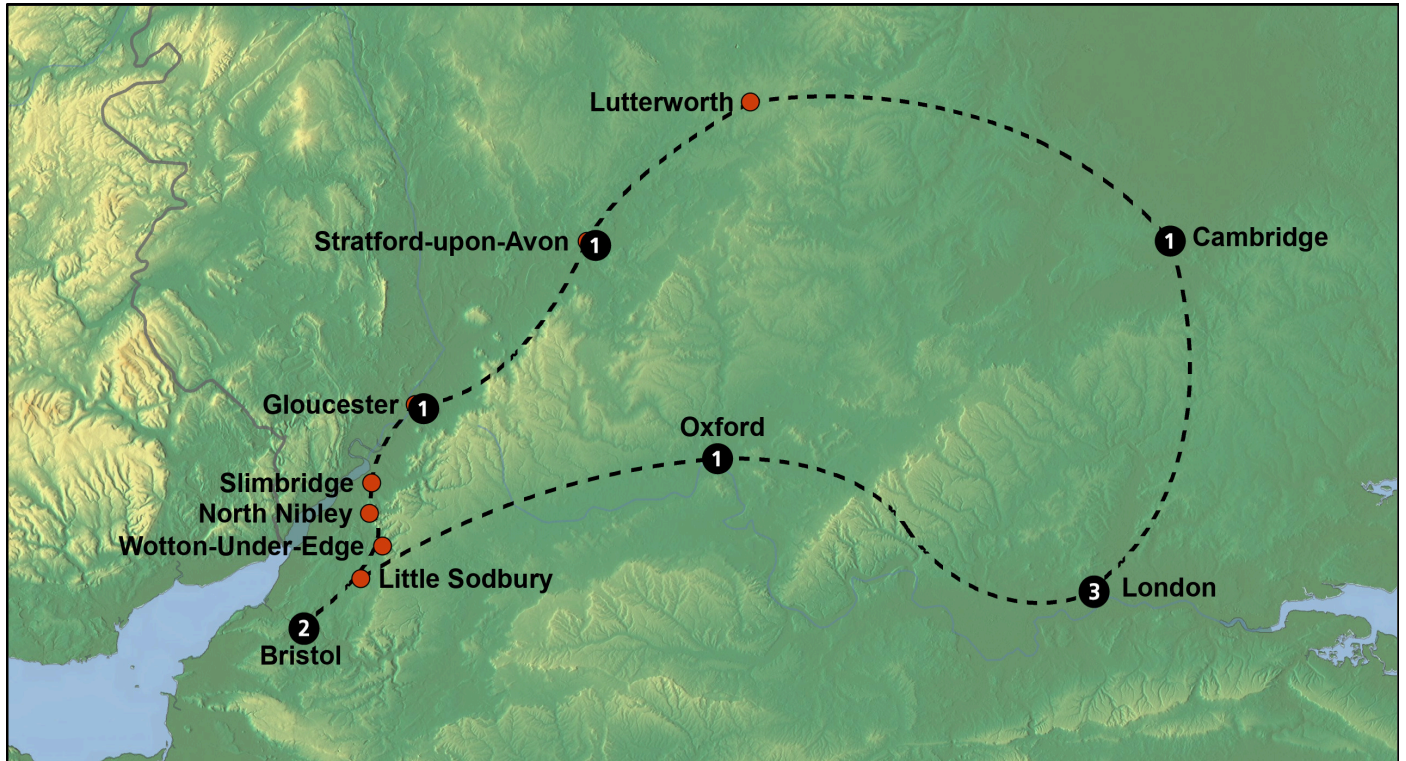 Lutterworth
Stratford-upon-Avon
1
1
Cambridge
Gloucester
1
Oxford
1
Slimbridge
North Nibley
Wotton-Under-Edge
Little Sodbury
3
London
2
Bristol